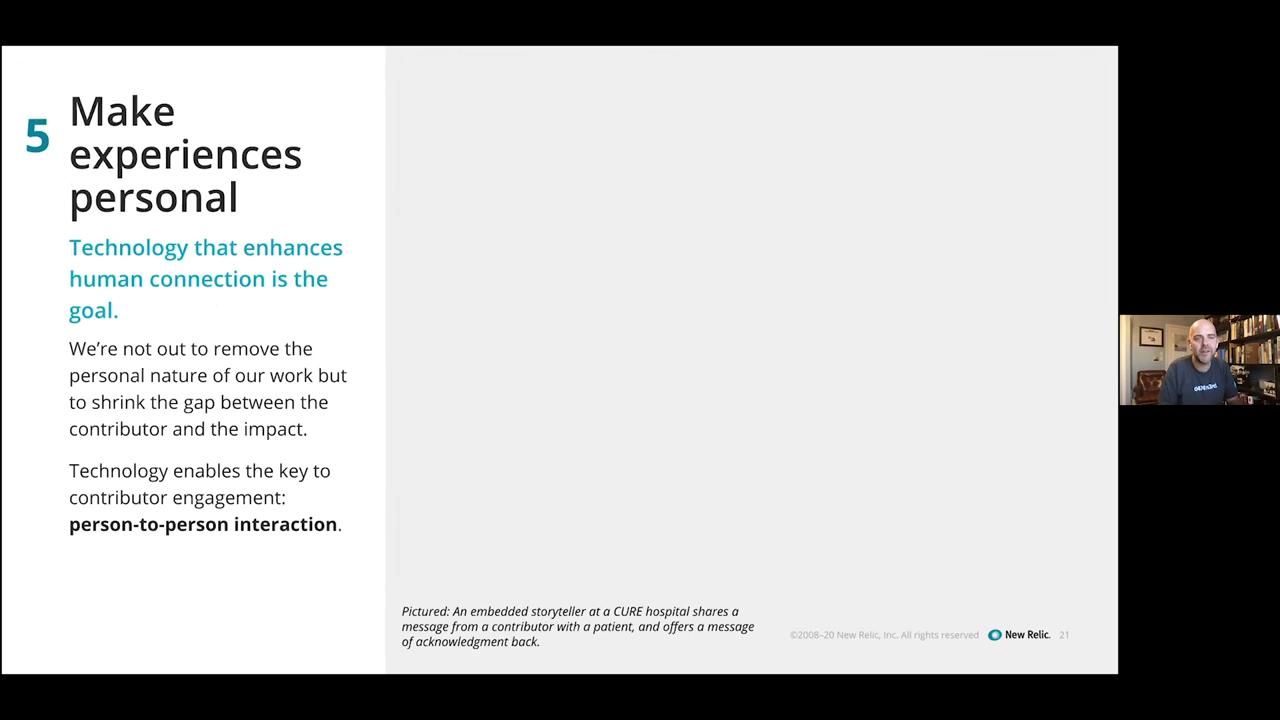 5
Make
experiences
personal
Technology that enhances
human connection is the
goal.
We’re not out to remove the
personal nature of our work but
to shrink the gap between the
contributor and the impact.
Technology enables the key to
contributor engagement:
person-to-person interaction.
Pictured: An embedded storyteller at a CURE hospital shares a
message from a contributor with a patient, and offers a message
of acknowledgment back.
©2008–20 New Relic, Inc. All rights reserved
New Relic.
21